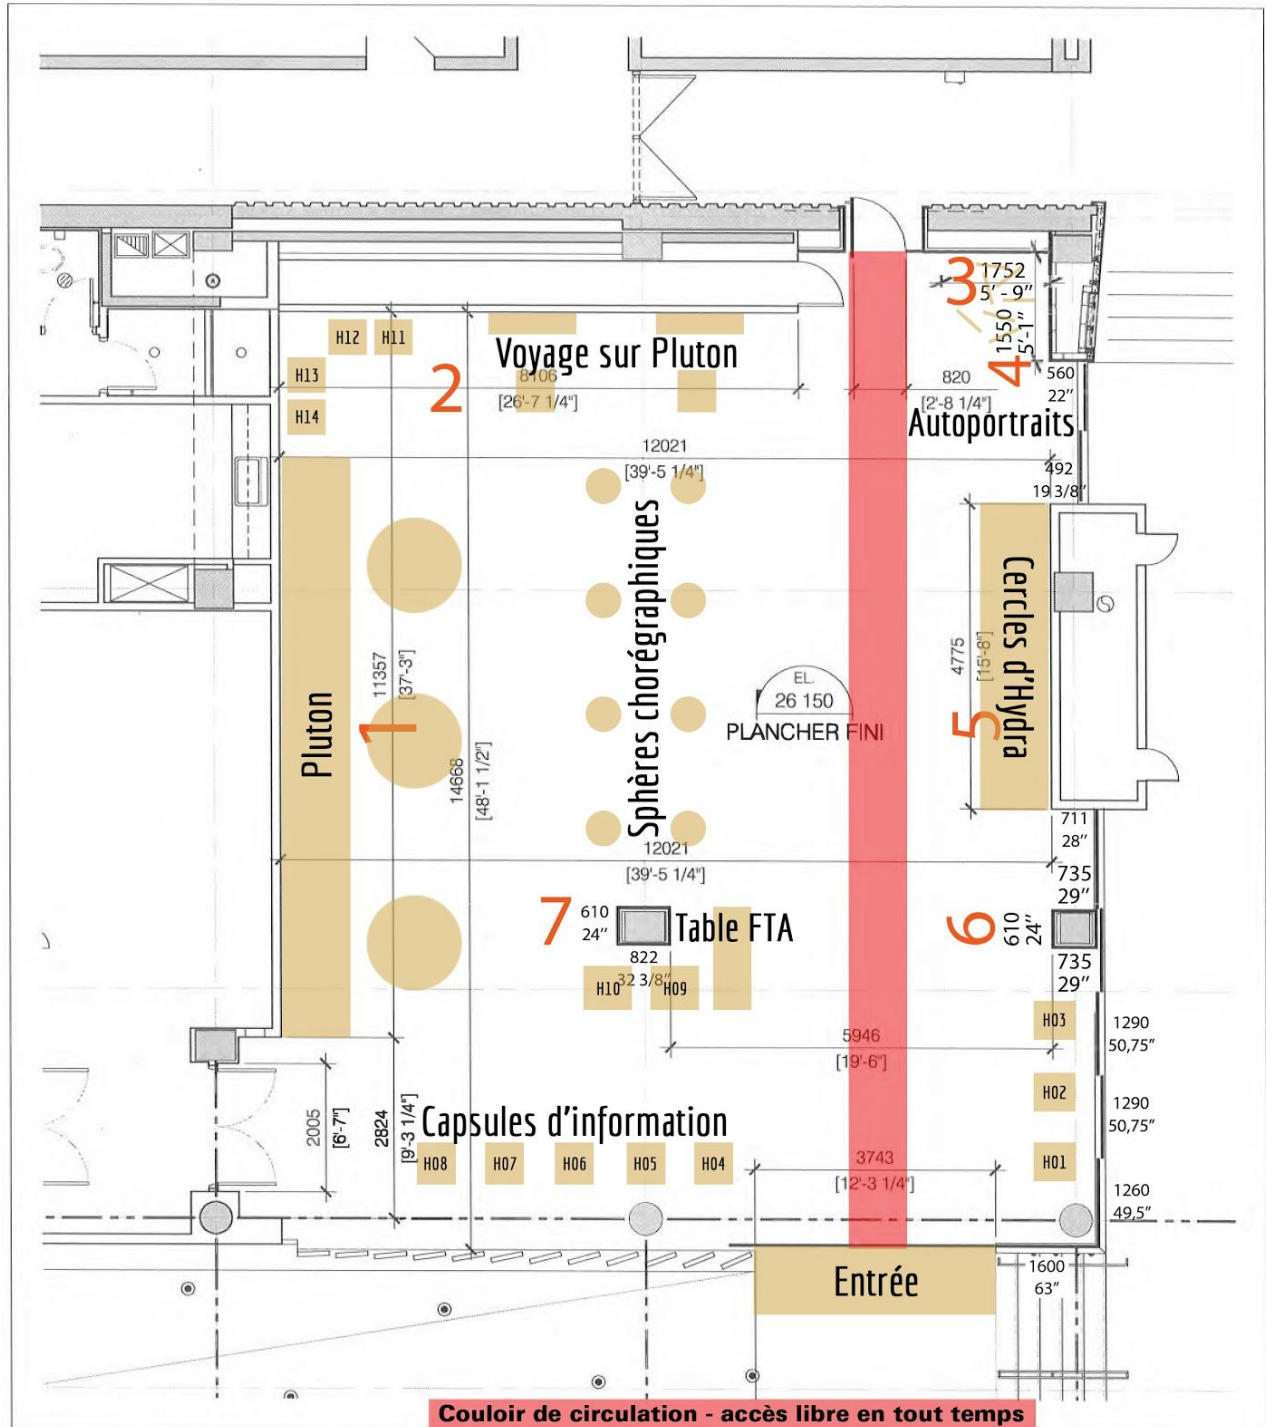 3
1752
5' - 9"
1550
5'-1"
H12
H11
Voyage sur Pluton
H13
2
8106
[26'-7 1/4"]
4
820
[2'-8 1/4"]
560
22"
H14
Autoportraits
12021
[39'-5 1/4"]
492
19 3/8"
Sphères chorégraphiques
Cercles d'Hydra
4775
[15'-8"]
11357
[37'-3"]
EL.
26 150
PLANCHER FINI
Pluton
1
5
14668
[48'-1 1/2"]
711
28"
12021
[39'-5 1/4"]
735
29"
7
610
24"
Table FTA
6
610
24"
822
32 3/8"
735
29"
H10
H09
H03
1290
50,75"
5946
[19'-6"]
H02
1290
50,75"
2005
[6'-7"]
2824
[9'-3 1/4"]
Capsules d'information
H08
H07
H06
H05
H04
3743
[12'-3 1/4"]
H01
1260
49,5"
Entrée
1600
63"
Couloir de circulation - accès libre en tout temps